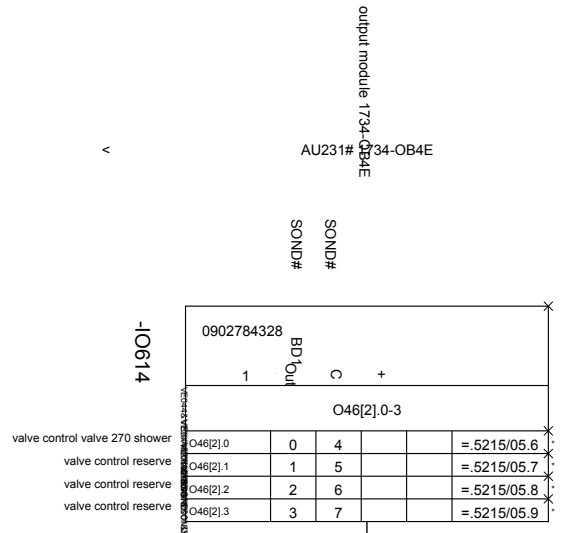 output module 1734-OB4E
<
AU231# 1734-OB4E
SOND#
SOND#
-IO614
0902784328
BD1
1
Out
C
+
O46[2].0-3
valve control valve 270 shower
O46[2].0
0
4
=.5215/05.6
valve control reserve
O46[2].1
1
5
=.5215/05.7
valve control reserve
O46[2].2
2
6
=.5215/05.8
valve control reserve
O46[2].3
3
7
=.5215/05.9